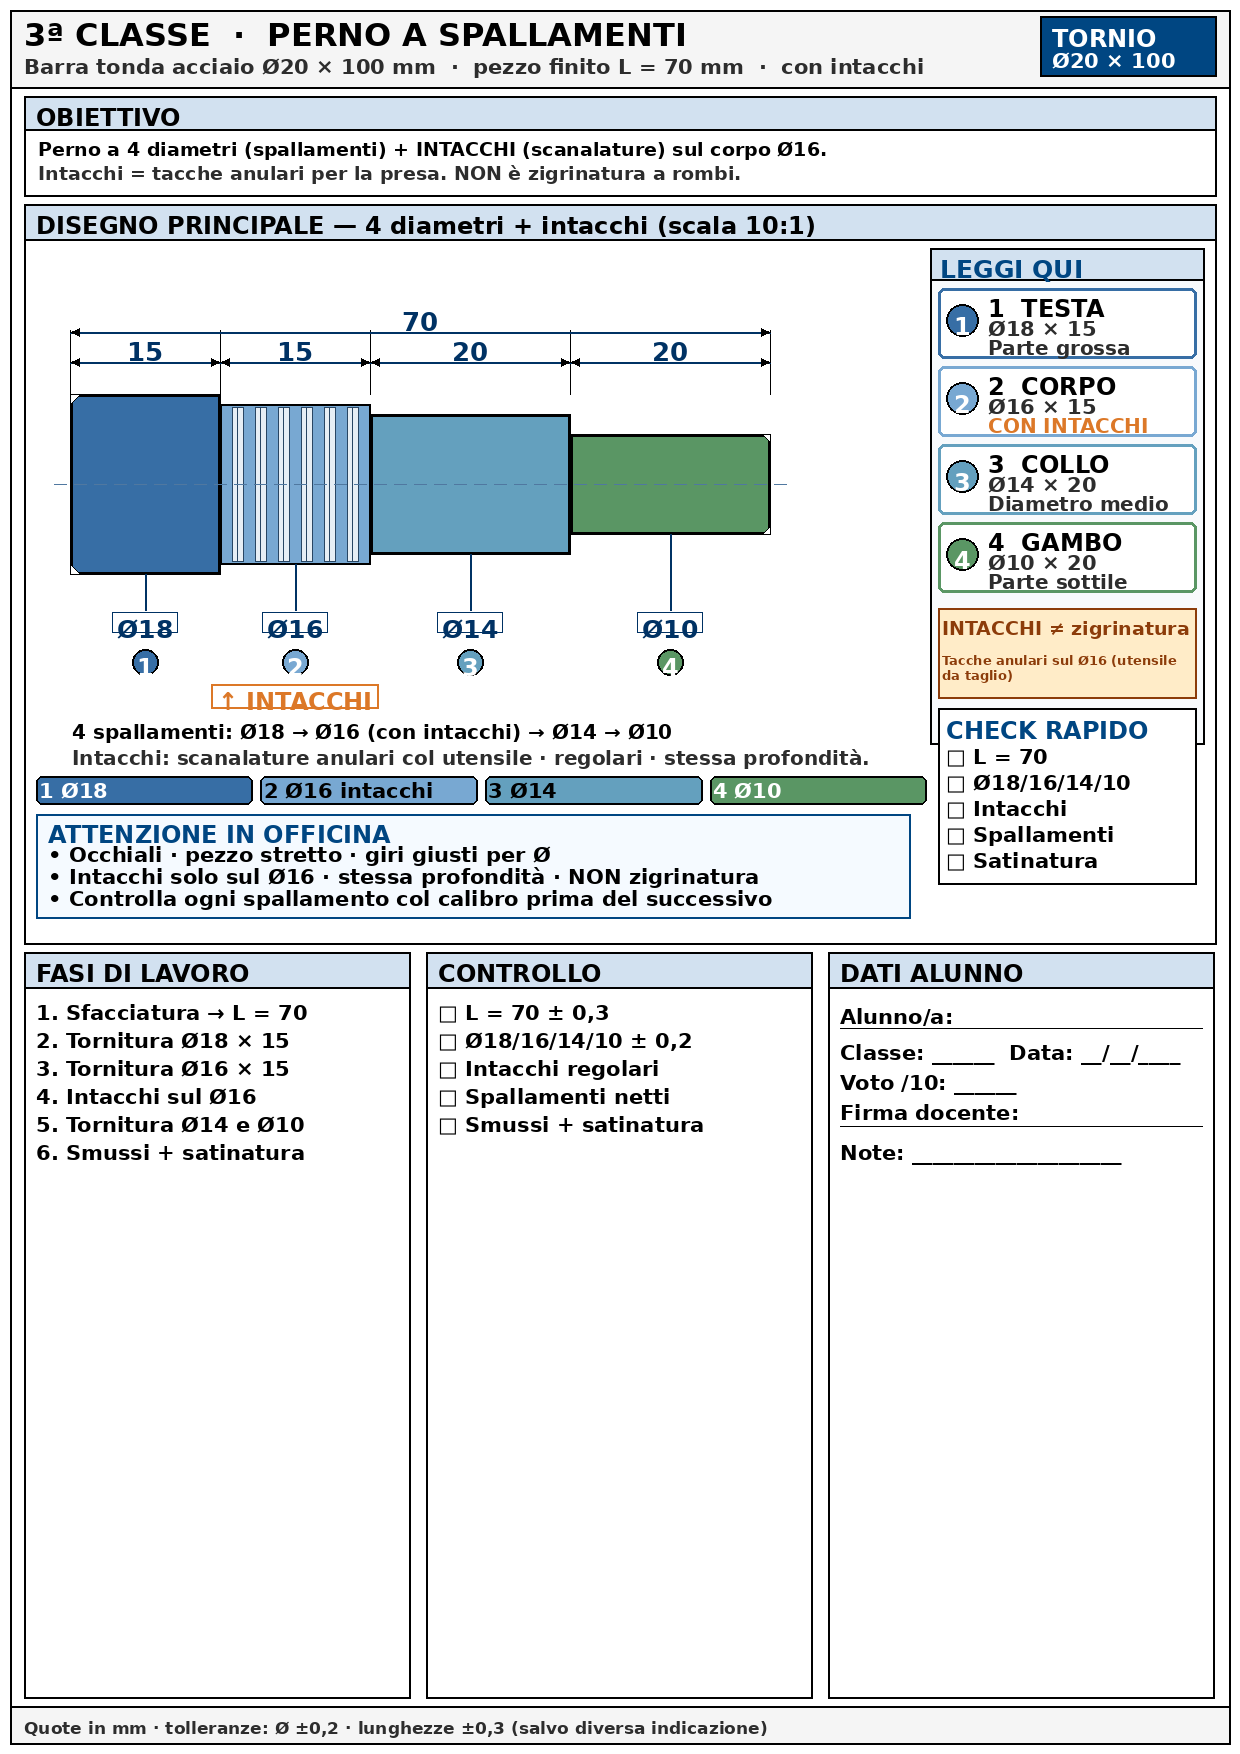 3ª CLASSE · PERNO A SPALLAMENTI
Barra tonda acciaio Ø20 × 100 mm · pezzo finito L = 70 mm · con intacchi
TORNIO
Ø20 × 100
OBIETTIVO
Perno a 4 diametri (spallamenti) + INTACCHI (scanalature) sul corpo Ø16.
Intacchi = tacche anulari per la presa. NON è zigrinatura a rombi.
DISEGNO PRINCIPALE — 4 diametri + intacchi (scala 10:1)
70
15
15
20
20
Ø18
Ø16
Ø14
Ø10
1
2
3
4
↑ INTACCHI
4 spallamenti: Ø18 → Ø16 (con intacchi) → Ø14 → Ø10
Intacchi: scanalature anulari col utensile · regolari · stessa profondità.
1 Ø18
2 Ø16 intacchi
3 Ø14
4 Ø10
ATTENZIONE IN OFFICINA
• Occhiali · pezzo stretto · giri giusti per Ø
• Intacchi solo sul Ø16 · stessa profondità · NON zigrinatura
• Controlla ogni spallamento col calibro prima del successivo
LEGGI QUI
1
1 TESTA
Ø18 × 15
Parte grossa
2
2 CORPO
Ø16 × 15
CON INTACCHI
3
3 COLLO
Ø14 × 20
Diametro medio
4
4 GAMBO
Ø10 × 20
Parte sottile
INTACCHI ≠ zigrinatura
Tacche anulari sul Ø16 (utensile
da taglio)
CHECK RAPIDO
□ L = 70
□ Ø18/16/14/10
□ Intacchi
□ Spallamenti
□ Satinatura
FASI DI LAVORO
1. Sfacciatura → L = 70
2. Tornitura Ø18 × 15
3. Tornitura Ø16 × 15
4. Intacchi sul Ø16
5. Tornitura Ø14 e Ø10
6. Smussi + satinatura
CONTROLLO
□ L = 70 ± 0,3
□ Ø18/16/14/10 ± 0,2
□ Intacchi regolari
□ Spallamenti netti
□ Smussi + satinatura
DATI ALUNNO
Alunno/a:
Classe: ______ Data: __/__/____
Voto /10: ______
Firma docente:
Note: ____________________
Quote in mm · tolleranze: Ø ±0,2 · lunghezze ±0,3 (salvo diversa indicazione)